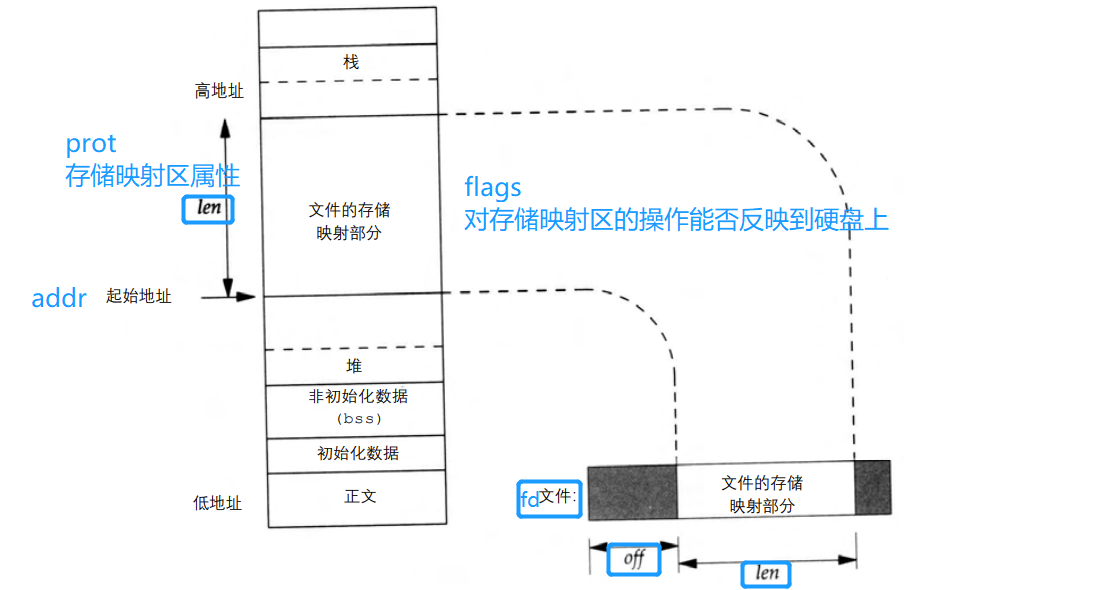 栈
高地址
prot
存储映射区属性
len
文件的存储
映射部分
flags
对存储映射区的操作能否反映到硬盘上
addr
起始地址
堆
非初始化数据
(bss)
初始化数据
低地址
正文
fd文件:
文件的存储
映射部分
off
len